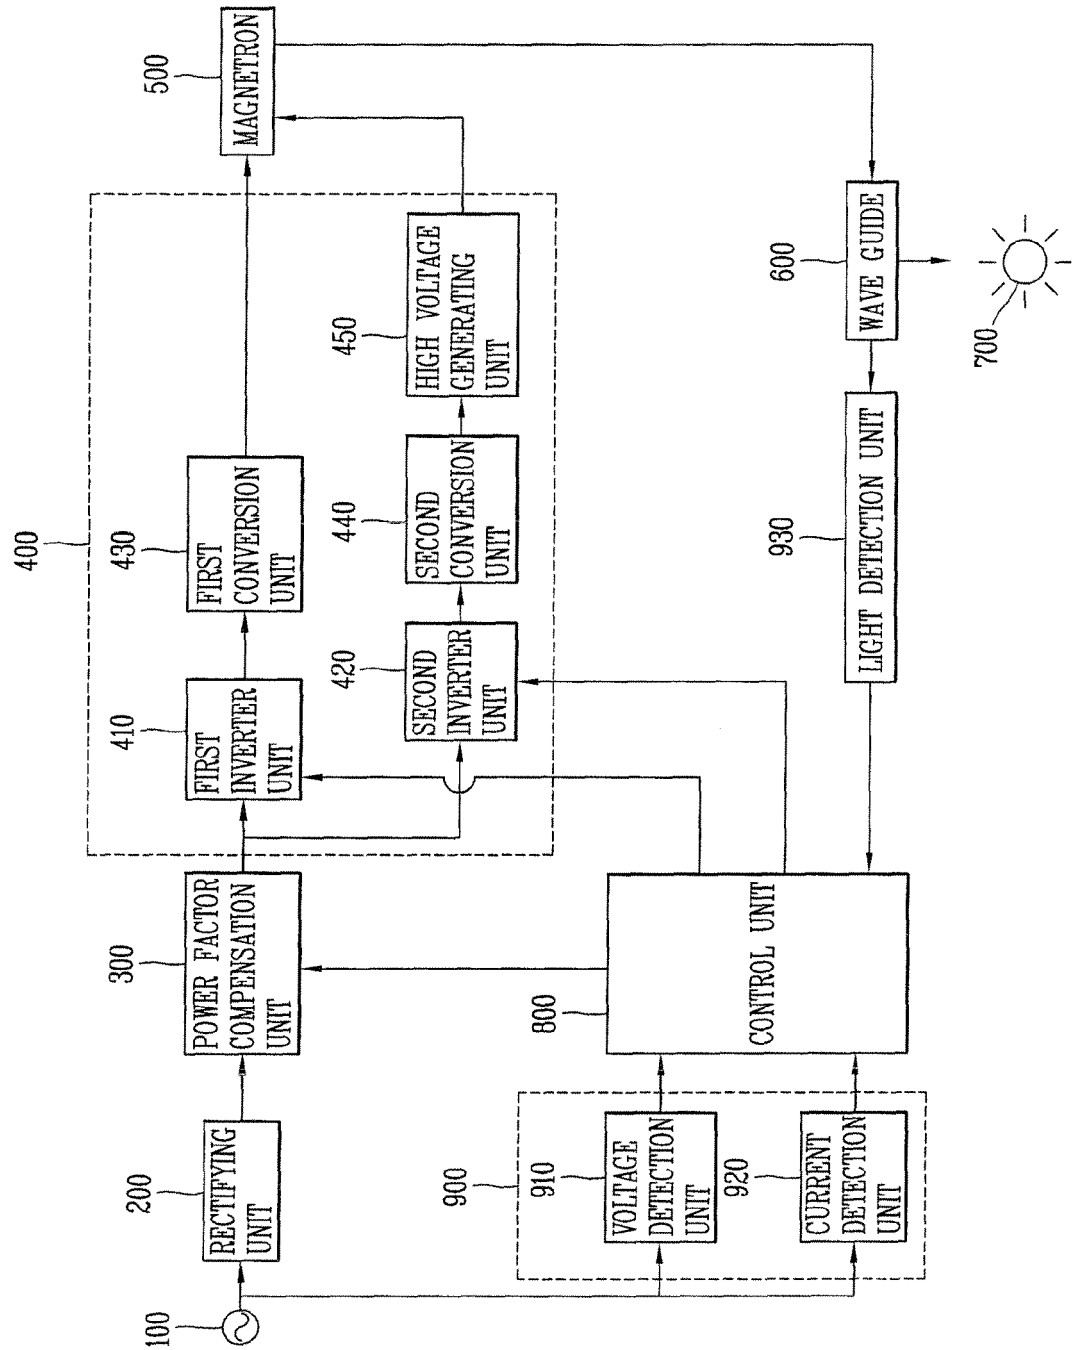 100
200
RECTIFYING
UNIT
300
POWER FACTOR
COMPENSATION
UNIT
400
410
FIRST
INVERTER
UNIT
430
FIRST
CONVERSION
UNIT
500
MAGNETRON
420
SECOND
INVERTER
UNIT
440
SECOND
CONVERSION
UNIT
450
HIGH VOLTAGE
GENERATING
UNIT
900
910
VOLTAGE
DETECTION
UNIT
920
CURRENT
DETECTION
UNIT
800
CONTROL UNIT
930
LIGHT DETECTION UNIT
600
WAVE GUIDE
700